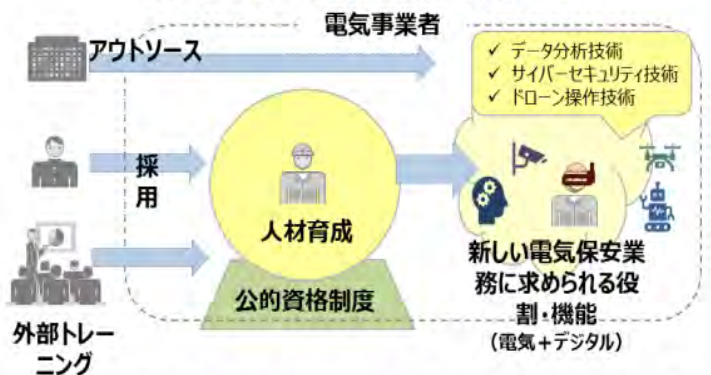 電気事業者
アウトソース
✓ データ分析技術
✓ サイバーセキュリティ技術
✓ ドローン操作技術
採
用
人材育成
公的資格制度
新しい電気保安業
務に求められる役
割・機能
(電気+デジタル)
外部トレー
ニング